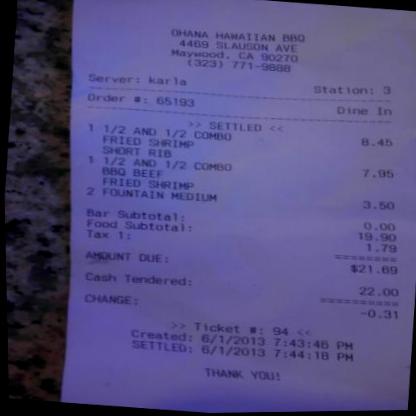 OHANA HAWAIIAN BBQ
4469 SLAUSON AVE
Maywood, CA 90270
(323) 771-9888
Server: karla Station: 3
Order #: 65193 Dine In
>> SETTLED <<
1 1/2 AND 1/2 COMBO 8.45
FRIED SHRIMP
SHORT RIB
1 1/2 AND 1/2 COMBO 7.95
BBQ BEEF
FRIED SHRIMP
2 FOUNTAIN MEDIUM 3.50
Bar Subtotal: 0.00
Food Subtotal: 19.90
Tax 1: 1.79
========
AMOUNT DUE: $21.69
Cash Tendered: 22.00
==========
CHANGE: -0.31
>> Ticket #: 94 <<
Created: 6/1/2013 7:43:46 PM
SETTLED: 6/1/2013 7:44:18 PM
THANK YOU!